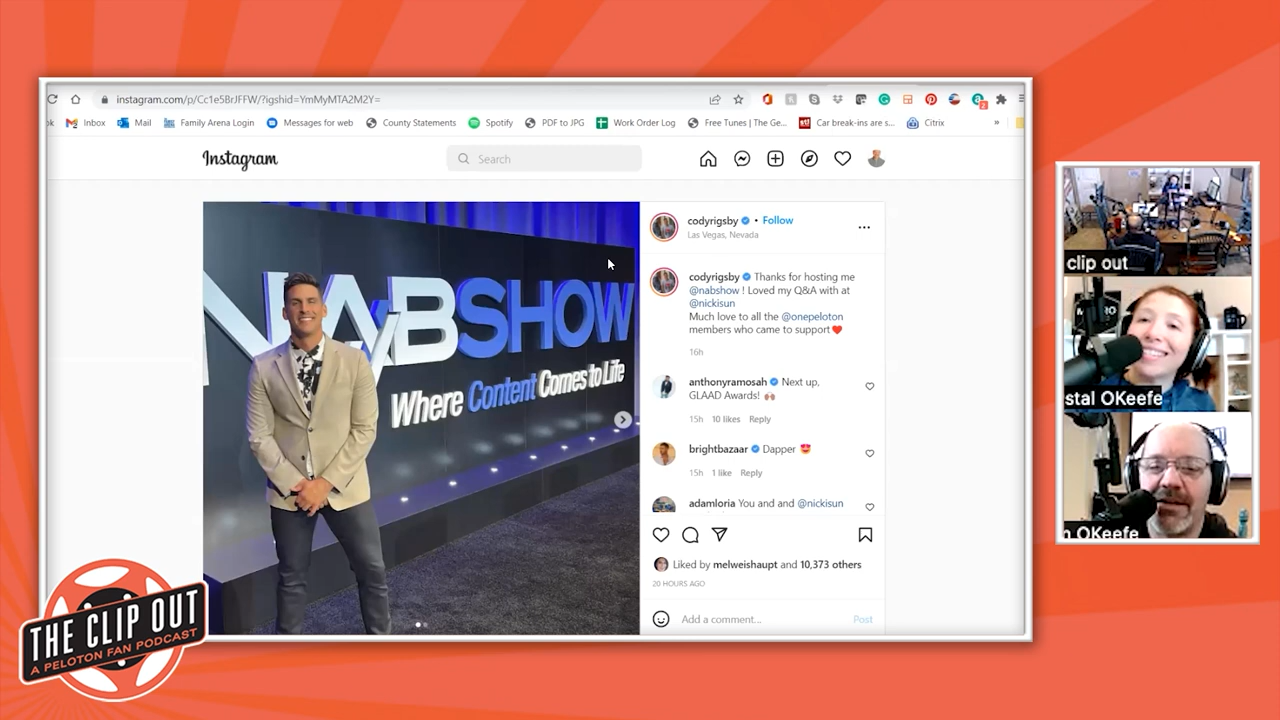 instagram.com/p/Cc1e5BrJFFW/?igshid=YmMyMTA2M2Y=
2
Inbox
Mail
Family Arena Login
Messages for web
County Statements
Spotify
PDF to JPG
Work Order Log
Free Tunes | The Ge...
Car break-ins are s...
Citrix
»
Instagram
Search
NABSHOW
Where Content Comes to Life
codyrigsby • Follow
Las Vegas, Nevada
codyrigsby Thanks for hosting me
@nabshow ! Loved my Q&A with at
@nickisun
Much love to all the @onepeloton
members who came to support❤️
16h
anthonyramosah Next up,
GLAAD Awards! 🙌🏽
15h 10 likes Reply
brightbazaar Dapper 😍
15h 1 like Reply
adamloria You and and @nickisun
Liked by melweishaupt and 10,373 others
20 HOURS AGO
Add a comment...
Post
clip out
stal OKeefe
OKeefe
THE CLIP OUT
A PELOTON FAN PODCAST